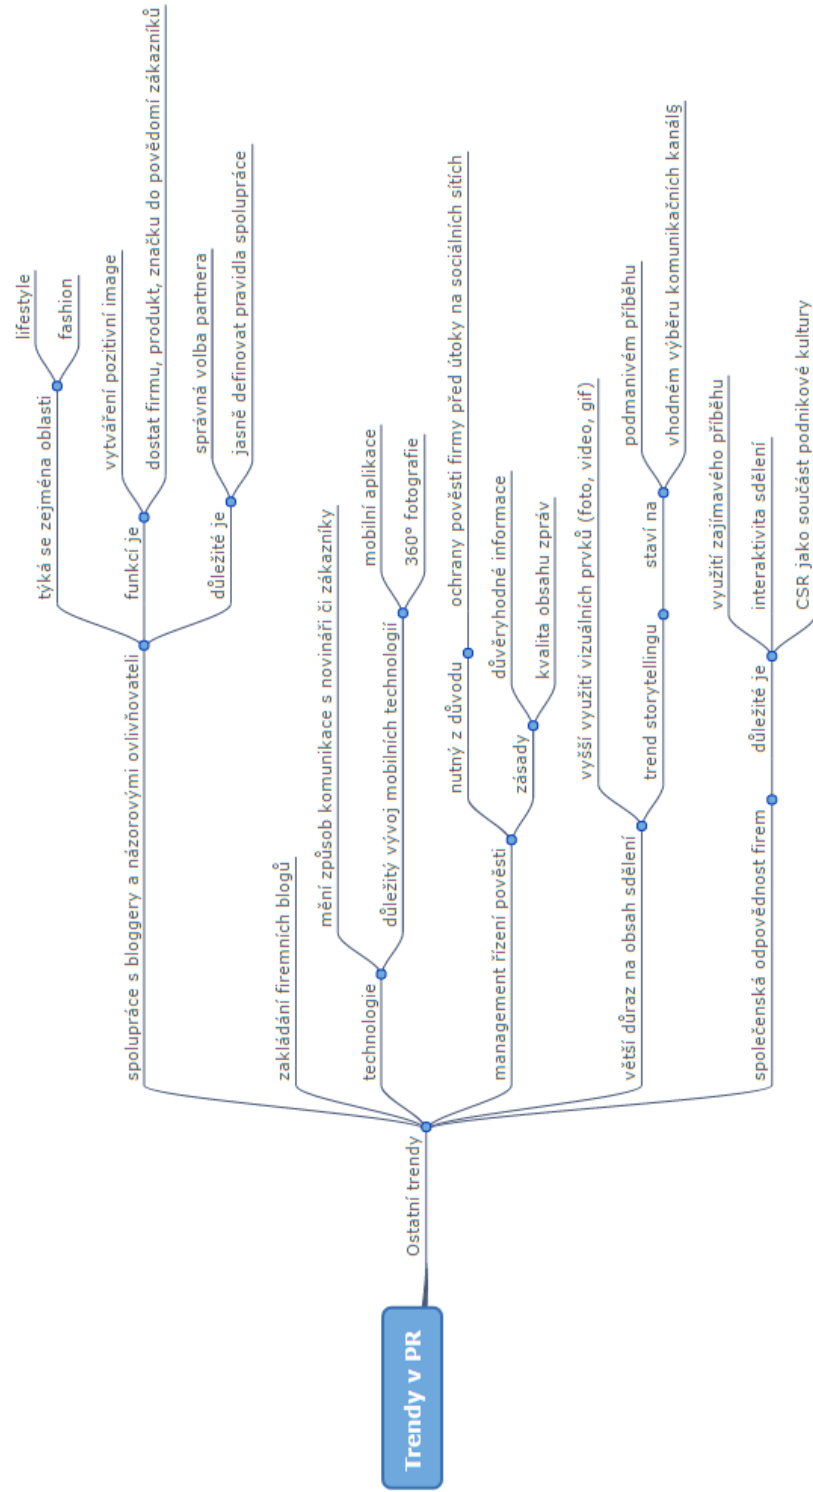 Trendy v PR
Ostatní trendy
spolupráce s bloggery a názorovými ovlivňovateli
týká se zejména oblasti
lifestyle
fashion
funkcí je
vytváření pozitivní image
dostat firmu, produkt, značku do povědomí zákazníků
důležité je
správná volba partnera
jasně definovat pravidla spolupráce
zakládání firemních blogů
technologie
mění způsob komunikace s novináři či zákazníky
důležitý vývoj mobilních technologií
mobilní aplikace
360° fotografie
management řízení pověsti
nutný z důvodu
ochrany pověsti firmy před útoky na sociálních sítích
zásady
důvěryhodné informace
kvalita obsahu zpráv
větší důraz na obsah sdělení
vyšší využití vizuálních prvků (foto, video, gif)
trend storytellingu
staví na
podmanivém příběhu
vhodném výběru komunikačních kanál§
společenská odpovědnost firem
důležité je
využití zajímavého příběhu
interaktivita sdělení
CSR jako součást podnikové kultury